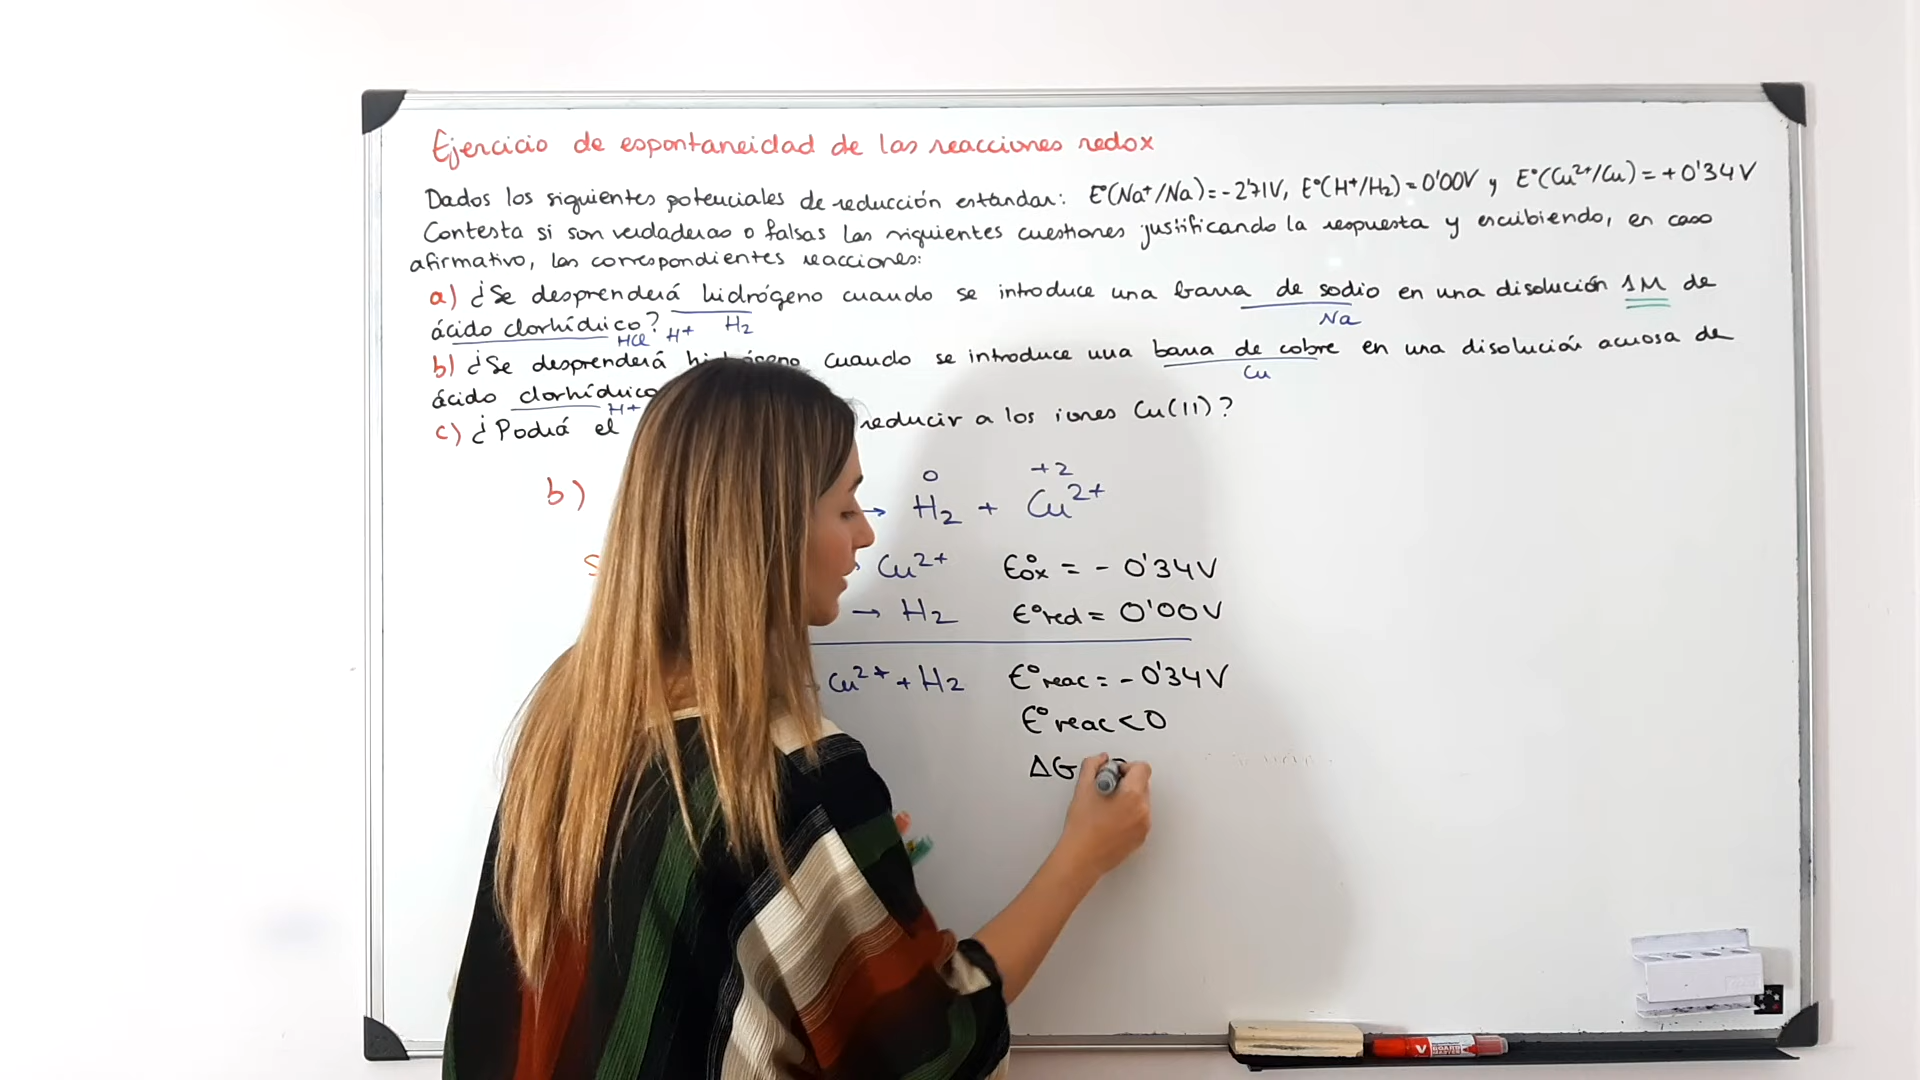 Ejercicio de espontaneidad de las reacciones redox
Dados los siguientes potenciales de reducción estándar: E°(Na⁺/Na)=-2'71V, E°(H⁺/H₂)=0'00V y E°(Cu²⁺/Cu)=+0'34V
Contesta si son verdaderas o falsas las siguientes cuestiones justificando la respuesta y escribiendo, en caso
afirmativo, las correspondientes reacciones:
a) ¿Se desprenderá hidrógeno cuando se introduce una barra de sodio en una disolución 1M de
Na
ácido clorhídrico?
HCl H+ H₂
b) ¿Se desprenderá hidrógeno cuando se introduce una barra de cobre en una disolución acuosa de
Cu
ácido clorhídrico
H+
c) ¿Podrá el reducir a los iones Cu(II)?
0 +2
b) → H₂ + Cu²⁺
S Cu²⁺ E°ox = - 0'34V
→ H₂ E°red = 0'00V
Cu²⁺ + H₂ E°reac = - 0'34V
E°reac < 0
ΔG